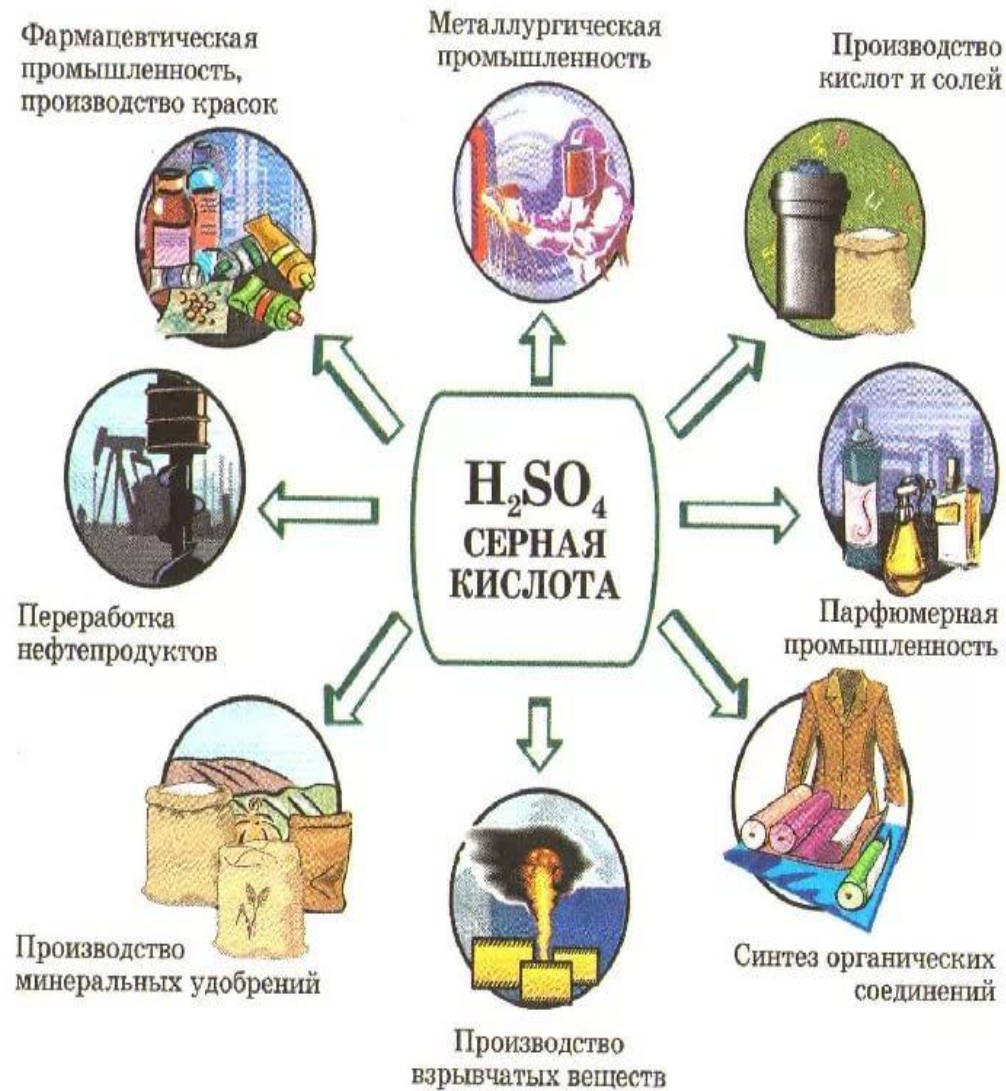 Фармацевтическая
промышленность,
производство красок
Металлургическая
промышленность
Производство
кислот и солей
H₂SO₄
СЕРНАЯ
КИСЛОТА
Переработка
нефтепродуктов
Парфюмерная
промышленность
Производство
минеральных удобрений
Производство
взрывчатых веществ
Синтез органических
соединений